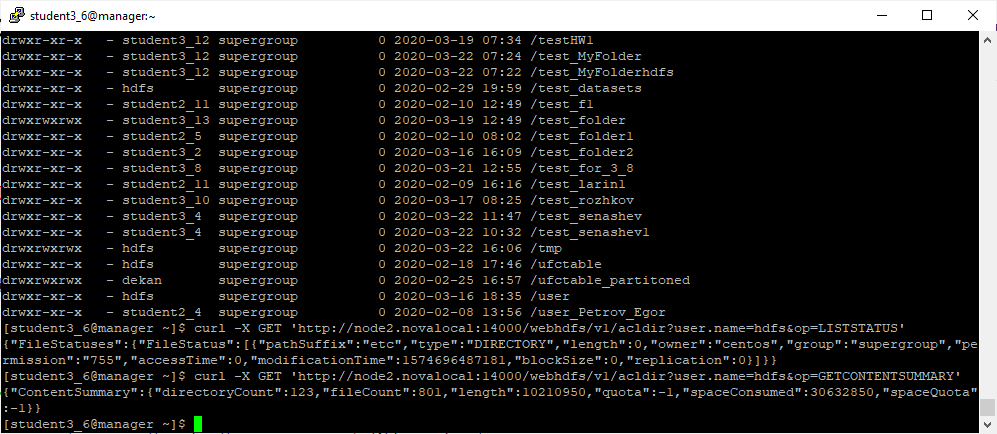 student3_6@manager:~
drwxr-xr-x   - student3_12 supergroup          0 2020-03-19 07:34 /testHW1
drwxr-xr-x   - student3_12 supergroup          0 2020-03-22 07:24 /test_MyFolder
drwxr-xr-x   - student3_12 supergroup          0 2020-03-22 07:22 /test_MyFolderhdfs
drwxr-xr-x   - hdfs        supergroup          0 2020-02-29 19:59 /test_datasets
drwxr-xr-x   - student2_11 supergroup          0 2020-02-10 12:49 /test_f1
drwxrwxrwx   - student3_13 supergroup          0 2020-03-19 12:49 /test_folder
drwxr-xr-x   - student2_5  supergroup          0 2020-02-10 08:02 /test_folder1
drwxr-xr-x   - student3_2  supergroup          0 2020-03-16 16:09 /test_folder2
drwxr-xr-x   - student3_8  supergroup          0 2020-03-21 12:55 /test_for_3_8
drwxr-xr-x   - student2_11 supergroup          0 2020-02-09 16:16 /test_larin1
drwxr-xr-x   - student3_10 supergroup          0 2020-03-17 08:25 /test_rozhkov
drwxr-xr-x   - student3_4  supergroup          0 2020-03-22 11:47 /test_senashev
drwxr-xr-x   - student3_4  supergroup          0 2020-03-22 10:32 /test_senashev1
drwxrwxrwx   - hdfs        supergroup          0 2020-03-22 16:06 /tmp
drwxr-xr-x   - hdfs        supergroup          0 2020-02-18 17:46 /ufctable
drwxrwxrwx   - dekan       supergroup          0 2020-02-25 16:57 /ufctable_partitoned
drwxr-xr-x   - hdfs        supergroup          0 2020-03-16 18:35 /user
drwxr-xr-x   - student2_4  supergroup          0 2020-02-08 13:56 /user_Petrov_Egor
[student3_6@manager ~]$ curl -X GET 'http://node2.novalocal:14000/webhdfs/v1/acldir?user.name=hdfs&op=LISTSTATUS'
{"FileStatuses":{"FileStatus":[{"pathSuffix":"etc","type":"DIRECTORY","length":0,"owner":"centos","group":"supergroup","pe
rmission":"755","accessTime":0,"modificationTime":1574696487181,"blockSize":0,"replication":0}]}}
[student3_6@manager ~]$ curl -X GET 'http://node2.novalocal:14000/webhdfs/v1/acldir?user.name=hdfs&op=GETCONTENTSUMMARY'
{"ContentSummary":{"directoryCount":123,"fileCount":801,"length":10210950,"quota":-1,"spaceConsumed":30632850,"spaceQuota"
:-1}}
[student3_6@manager ~]$